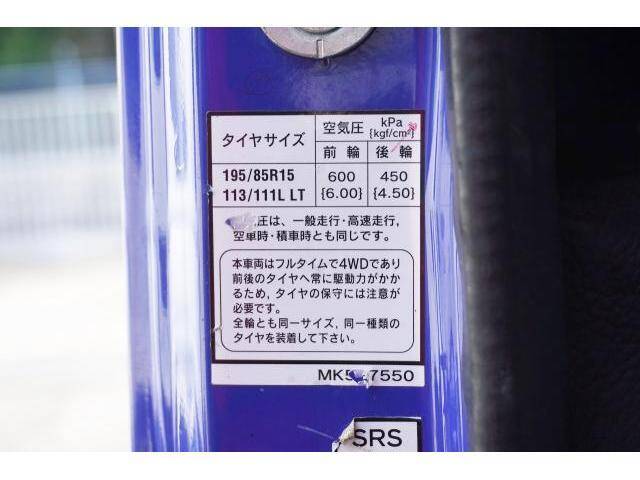 タイヤサイズ 空気圧 kPa {kgf/cm²}
前輪 後輪
195/85R15 600 450
113/111L LT {6.00} {4.50}
圧は、一般走行・高速走行,
空車時・積車時とも同じです。
本車両はフルタイムで4WDであり
前後のタイヤへ常に駆動力がかか
るため, タイヤの保守には注意が
必要です。
全輪とも同一サイズ, 同一種類の
タイヤを装着して下さい。
7550
SRS